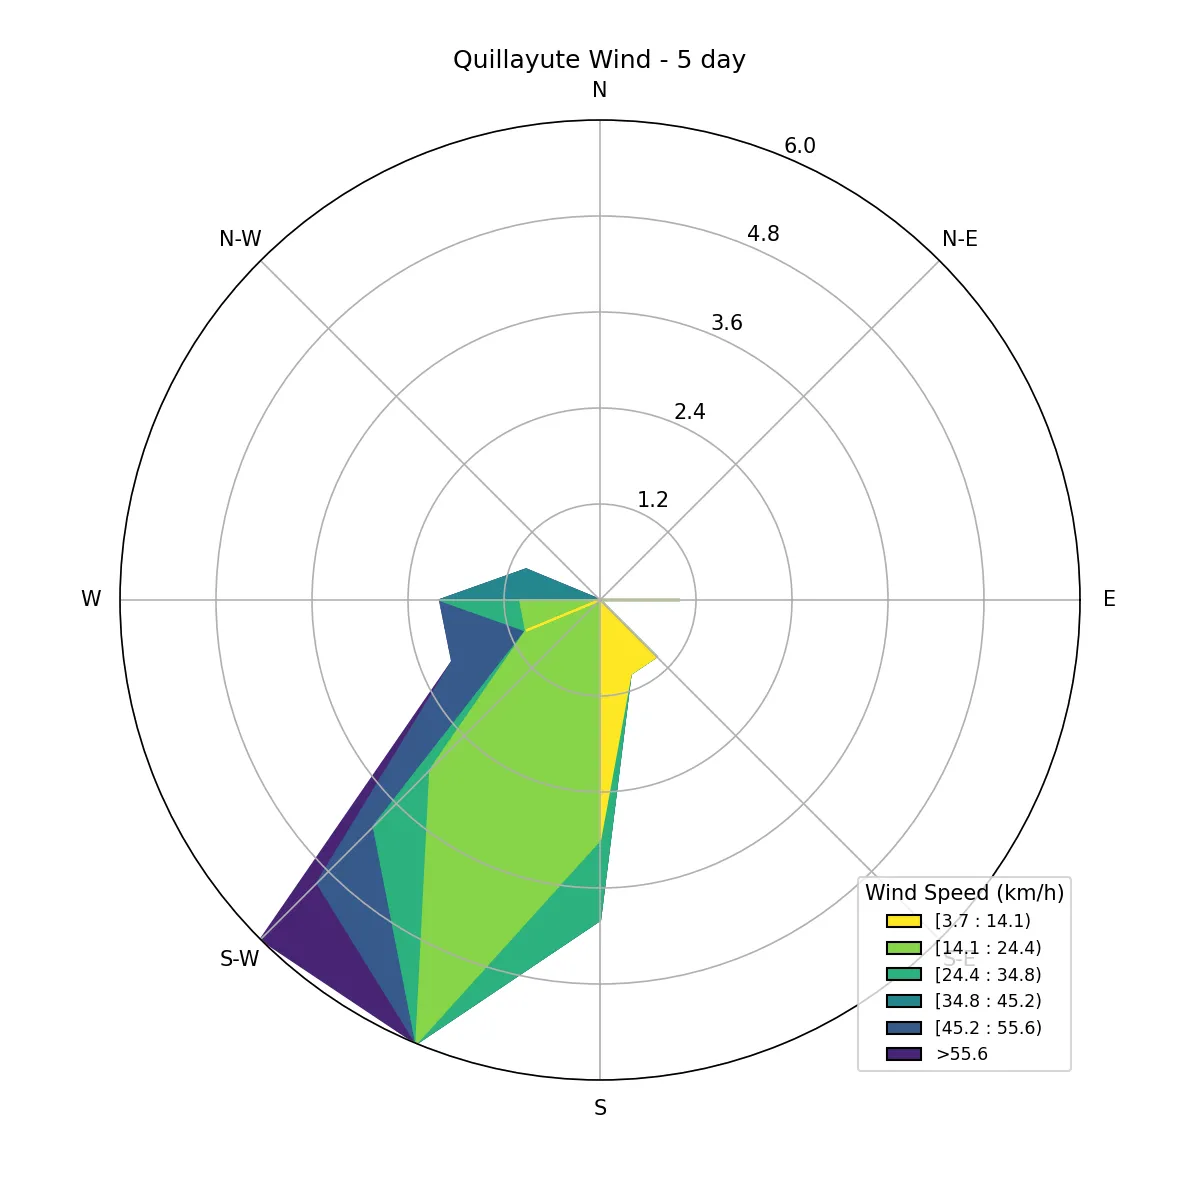 Quillayute Wind - 5 day
N
6.0
4.8
N-W
N-E
3.6
2.4
1.2
W
E
Wind Speed (km/h)
[3.7 : 14.1)
[14.1 : 24.4)
S-W
S-E
[24.4 : 34.8)
[34.8 : 45.2)
[45.2 : 55.6)
>55.6
S